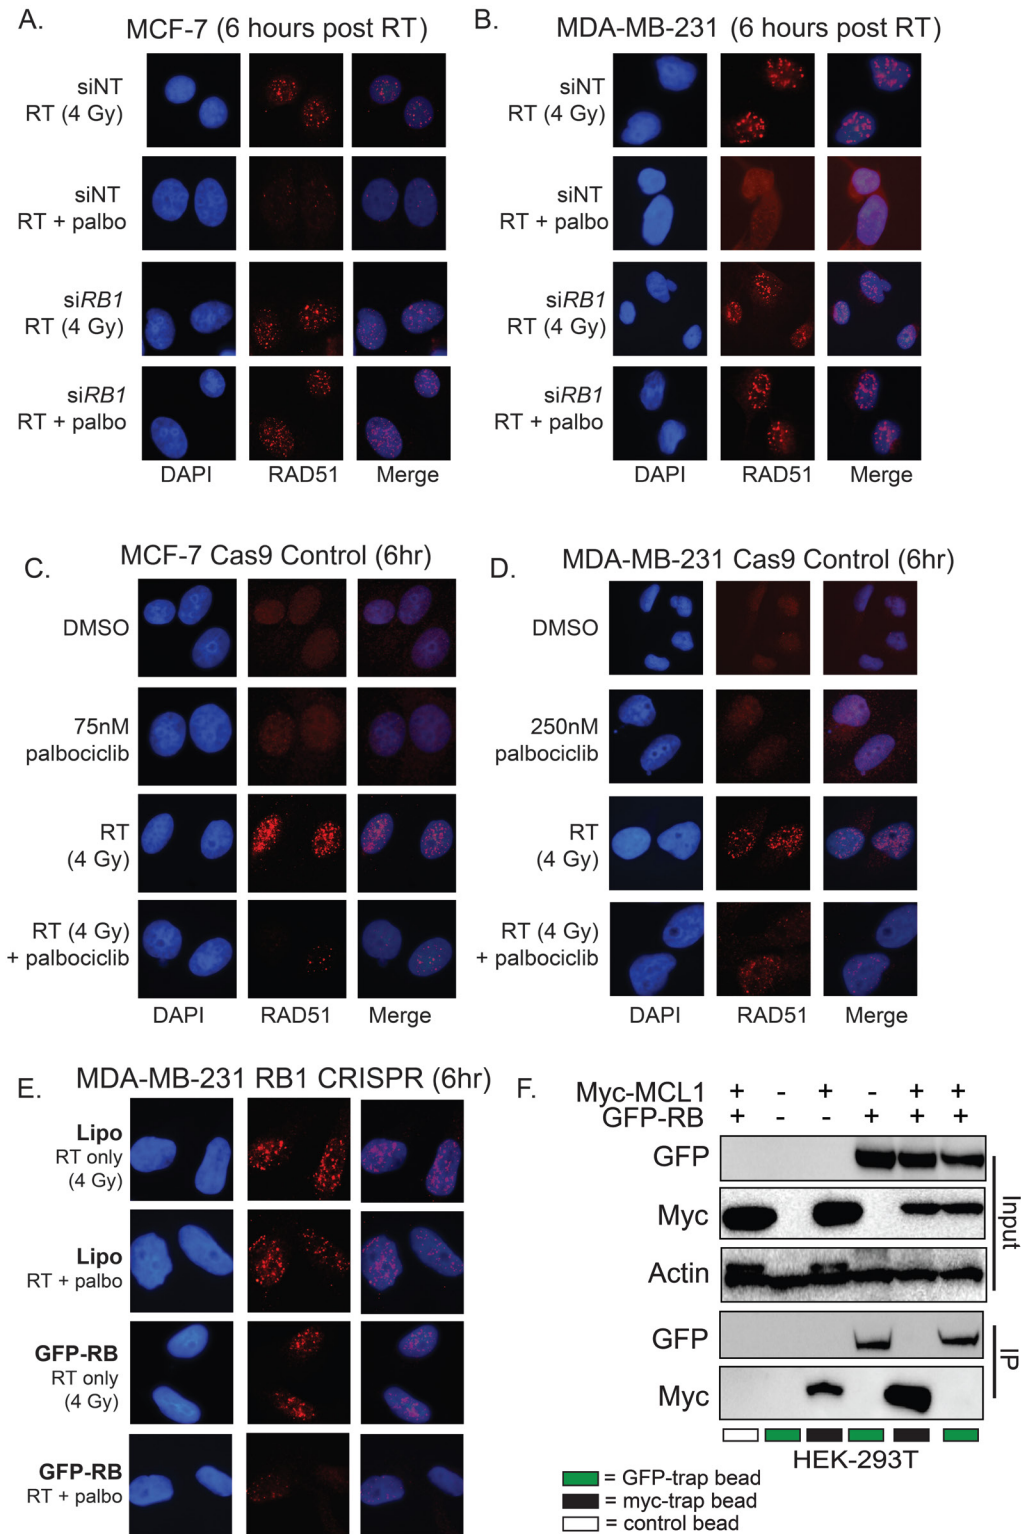 A. MCF-7 (6 hours post RT)
siNT
RT (4 Gy)
siNT
RT + palbo
siRB1
RT (4 Gy)
siRB1
RT + palbo
DAPI RAD51 Merge
B. MDA-MB-231 (6 hours post RT)
siNT
RT (4 Gy)
siNT
RT + palbo
siRB1
RT (4 Gy)
siRB1
RT + palbo
DAPI RAD51 Merge
C. MCF-7 Cas9 Control (6hr)
DMSO
75nM
palbociclib
RT
(4 Gy)
RT (4 Gy)
+ palbociclib
DAPI RAD51 Merge
D. MDA-MB-231 Cas9 Control (6hr)
DMSO
250nM
palbociclib
RT
(4 Gy)
RT (4 Gy)
+ palbociclib
DAPI RAD51 Merge
E. MDA-MB-231 RB1 CRISPR (6hr)
Lipo
RT only
(4 Gy)
Lipo
RT + palbo
GFP-RB
RT only
(4 Gy)
GFP-RB
RT + palbo
F.
Myc-MCL1 + - + - + +
GFP-RB + - - + + +
GFP
Myc
Actin
Input
GFP
Myc
IP
HEK-293T
= GFP-trap bead
= myc-trap bead
= control bead